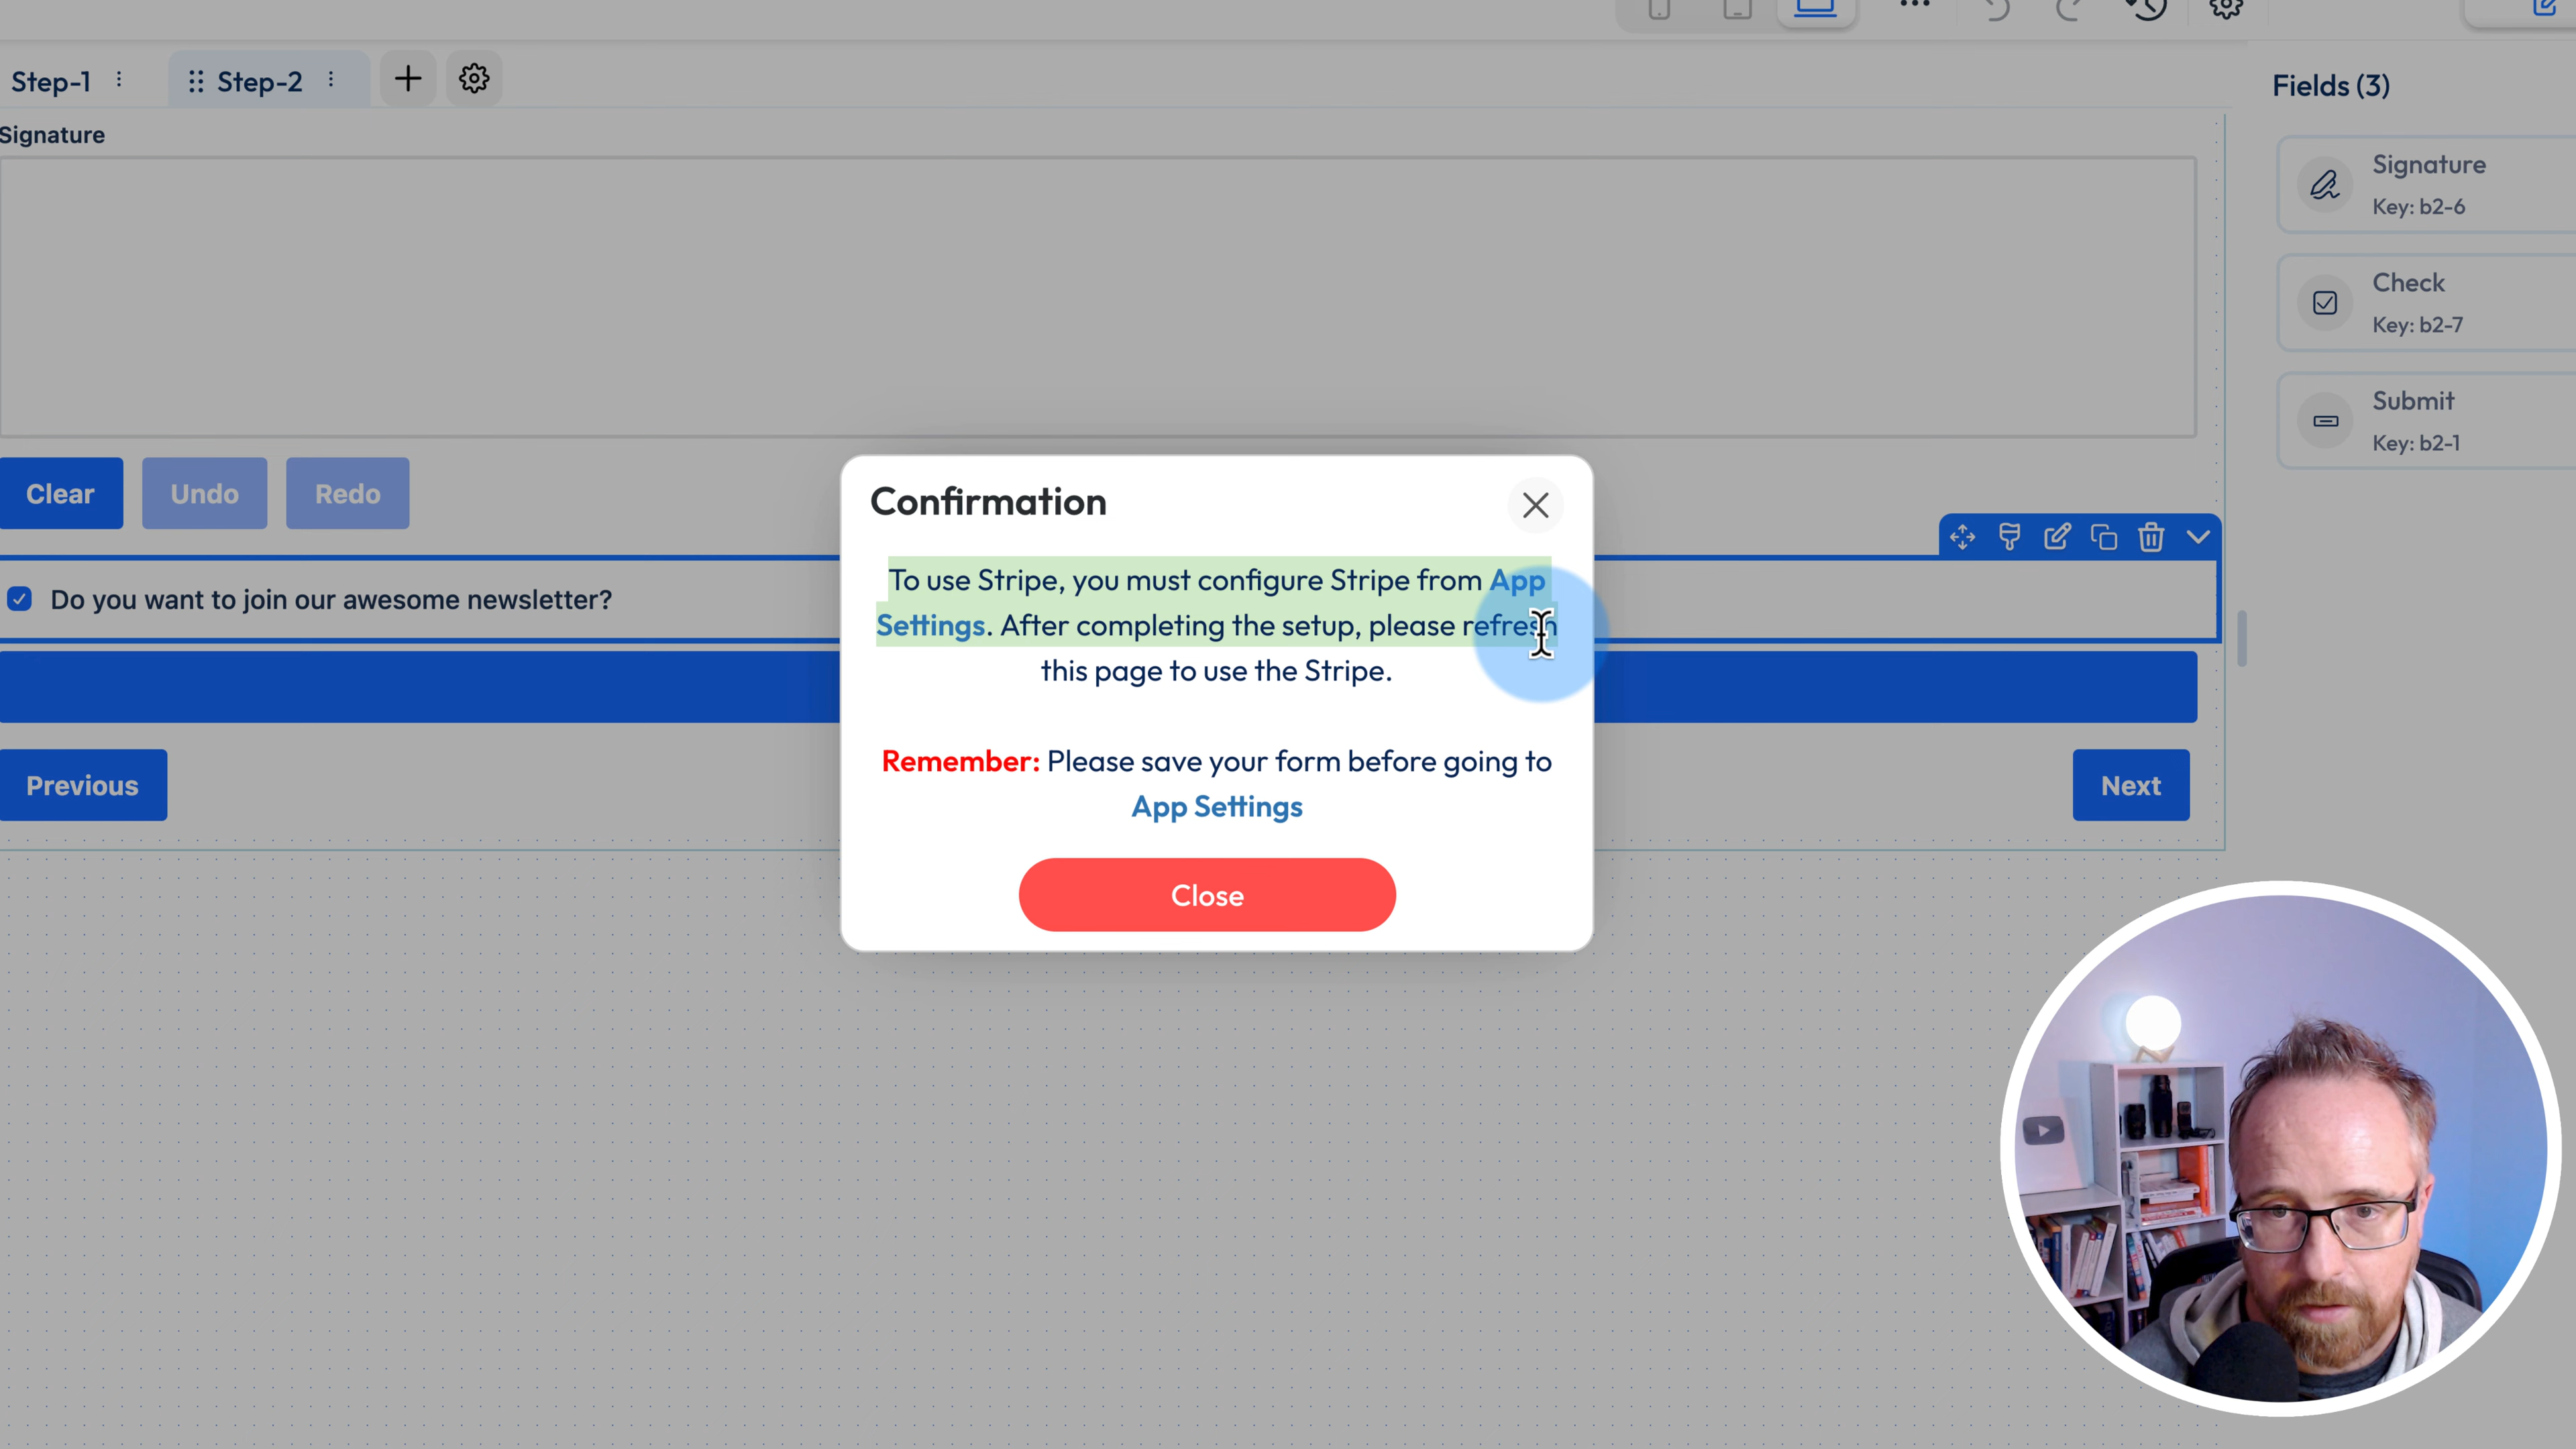 Step-1
Step-2
Fields (3)
Signature
Signature
Key: b2-6
Check
Key: b2-7
Submit
Key: b2-1
Clear
Undo
Redo
Confirmation
To use Stripe, you must configure Stripe from App
Settings. After completing the setup, please refresh
this page to use the Stripe.
Remember: Please save your form before going to
App Settings
Close
Do you want to join our awesome newsletter?
Previous
Next